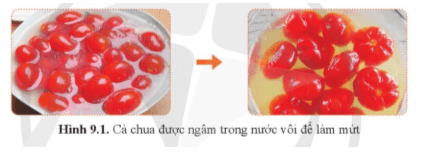 Hình 9.1. Cà chua được ngâm trong nước vôi để làm mứt